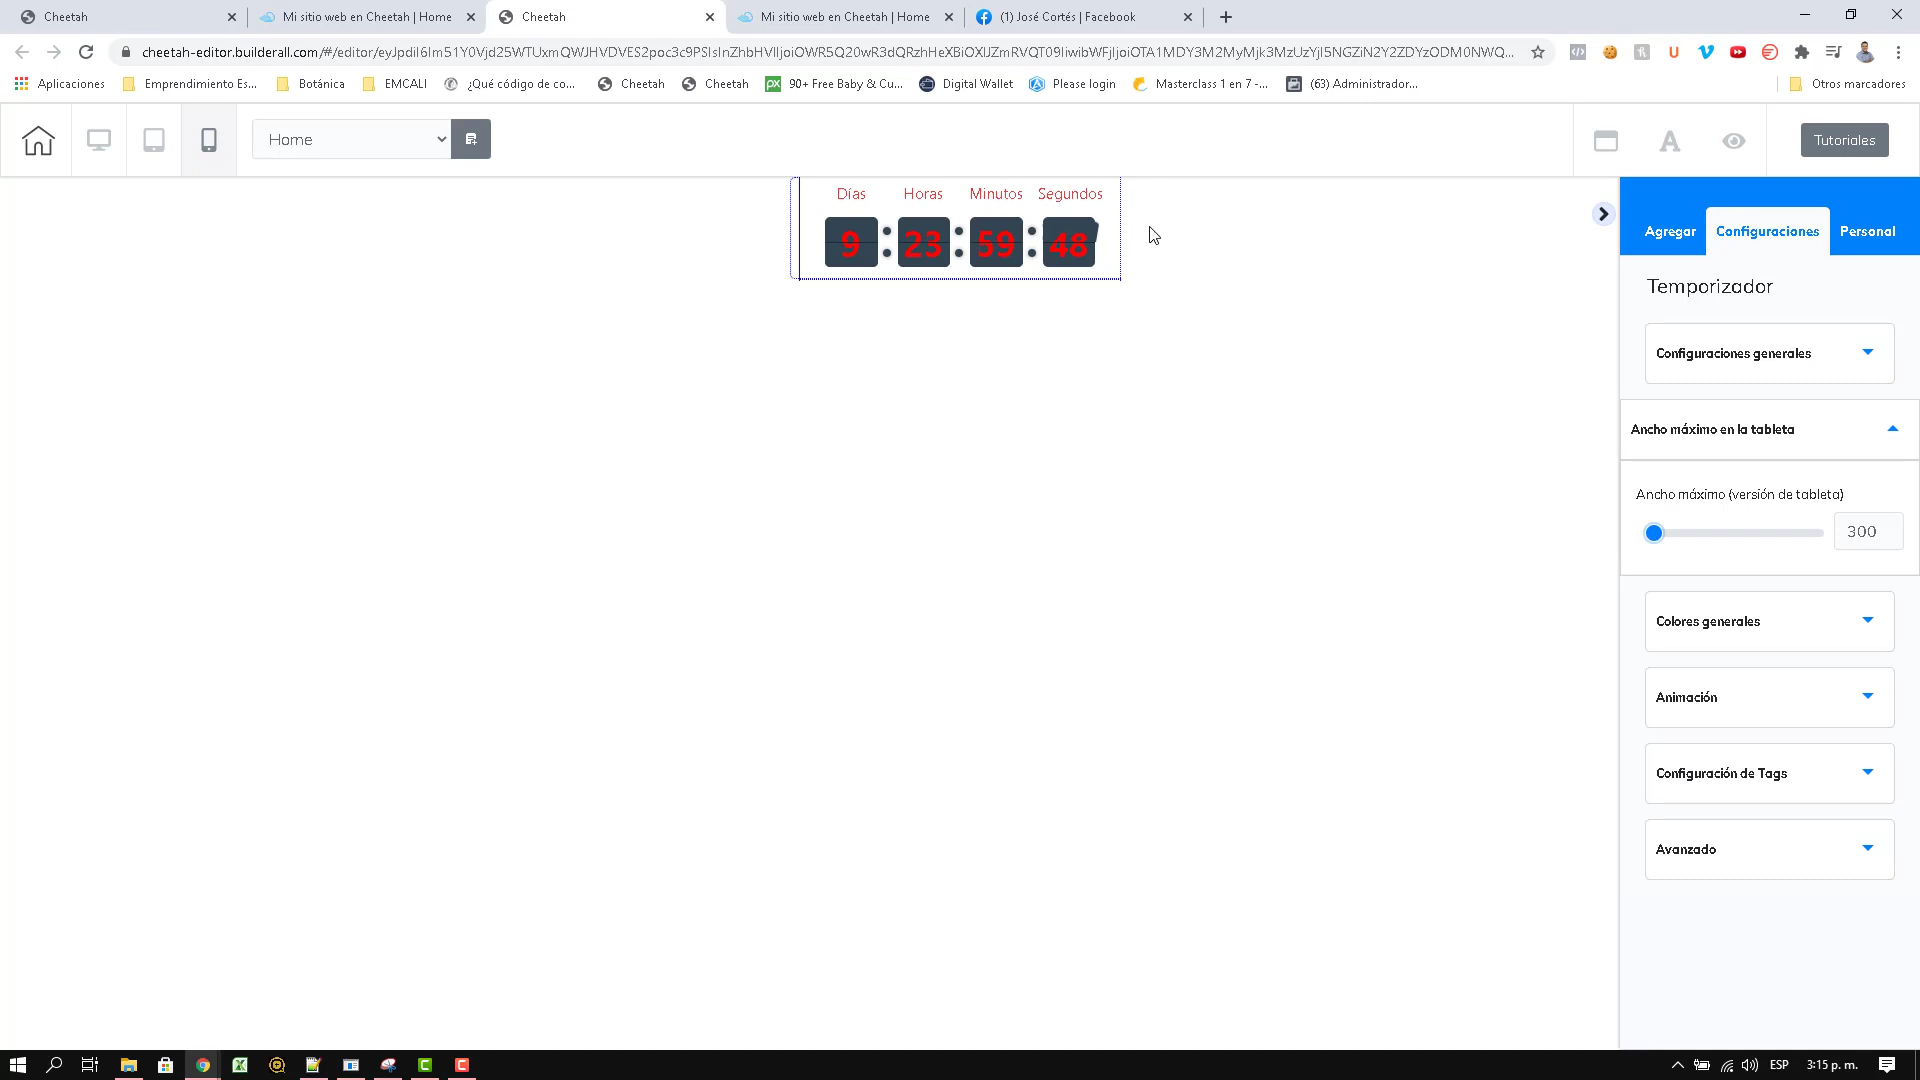 Cheetah
Mi sitio web en Cheetah | Home
Cheetah
Mi sitio web en Cheetah | Home
(1) José Cortés | Facebook
Aplicaciones
Emprendimiento Es...
Botánica
EMCALI
¿Qué código de co...
Cheetah
Cheetah
90+ Free Baby & Cu...
Digital Wallet
Please login
Masterclass 1 en 7 -...
(63) Administrador...
Otros marcadores
Home
Tutoriales
Días Horas Minutos Segundos
9 : 23 : 59 : 48
Agregar
Configuraciones
Personal
Temporizador
Configuraciones generales
Ancho máximo en la tableta
Ancho máximo (versión de tableta)
300
Colores generales
Animación
Configuración de Tags
Avanzado
ESP
3:15 p. m.